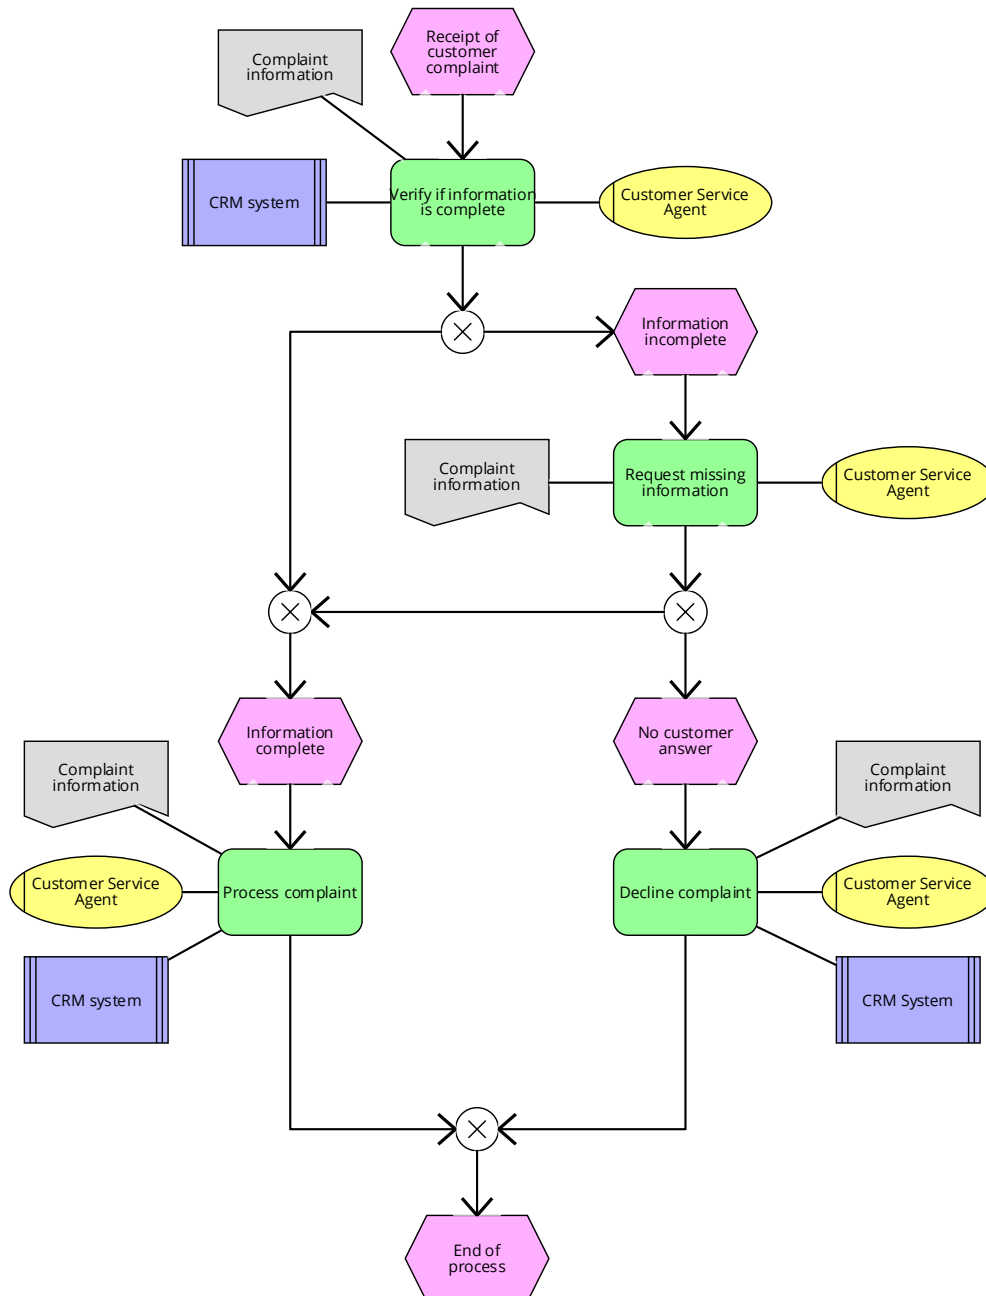 Receipt of
customer
complaint
Complaint
information
CRM system
Verify if information
is complete
Customer Service
Agent
Information
incomplete
Complaint
information
Request missing
information
Customer Service
Agent
Information
complete
No customer
answer
Complaint
information
Complaint
information
Customer Service
Agent
Process complaint
Decline complaint
Customer Service
Agent
CRM system
CRM System
End of
process